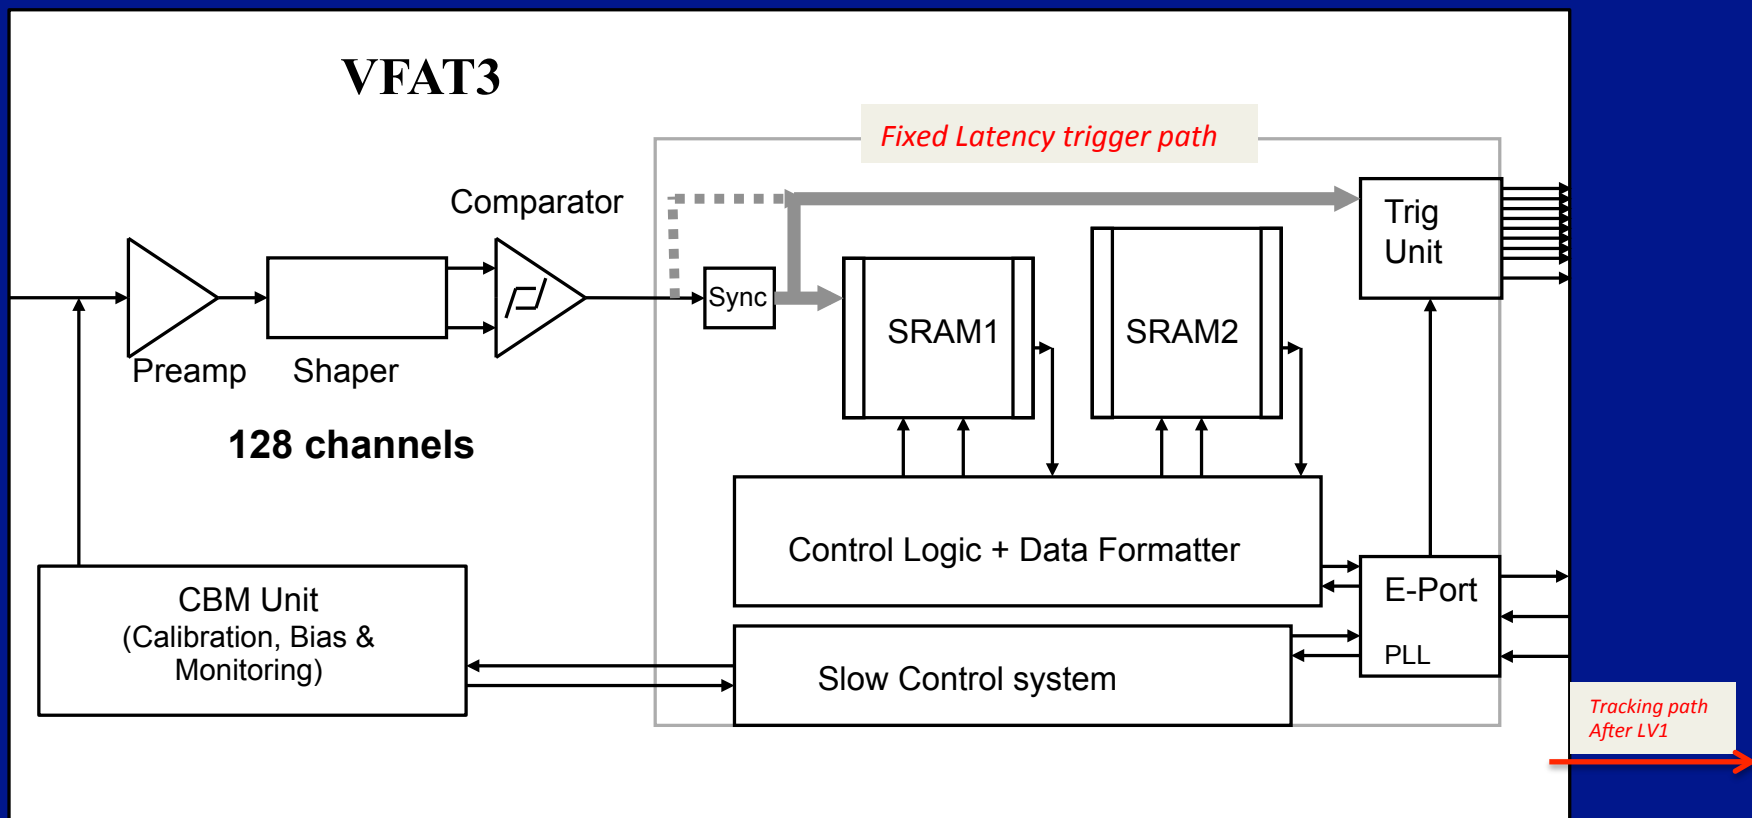 VFAT3
Fixed Latency trigger path
Comparator
Trig
Unit
Sync
SRAM1
SRAM2
Preamp
Shaper
128 channels
Control Logic + Data Formatter
E-Port
PLL
CBM Unit
(Calibration, Bias &
Monitoring)
Slow Control system
Tracking path
After LV1